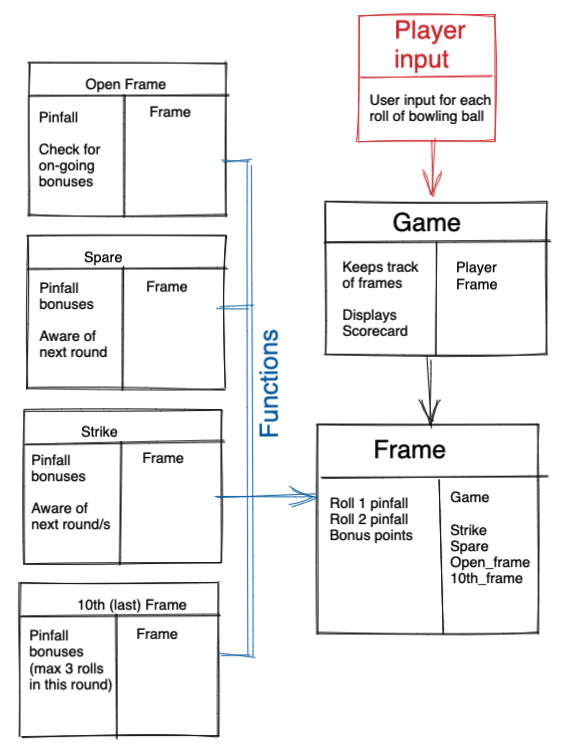 Player
input
User input for each
roll of bowling ball
Open Frame
Pinfall
Check for
on-going
bonuses
Frame
Spare
Pinfall
bonuses
Aware of
next round
Frame
Strike
Pinfall
bonuses
Aware of
next round/s
Frame
10th (last) Frame
Pinfall
bonuses
(max 3 rolls
in this round)
Frame
Functions
Game
Keeps track
of frames
Displays
Scorecard
Player
Frame
Frame
Roll 1 pinfall
Roll 2 pinfall
Bonus points
Game
Strike
Spare
Open_frame
10th_frame